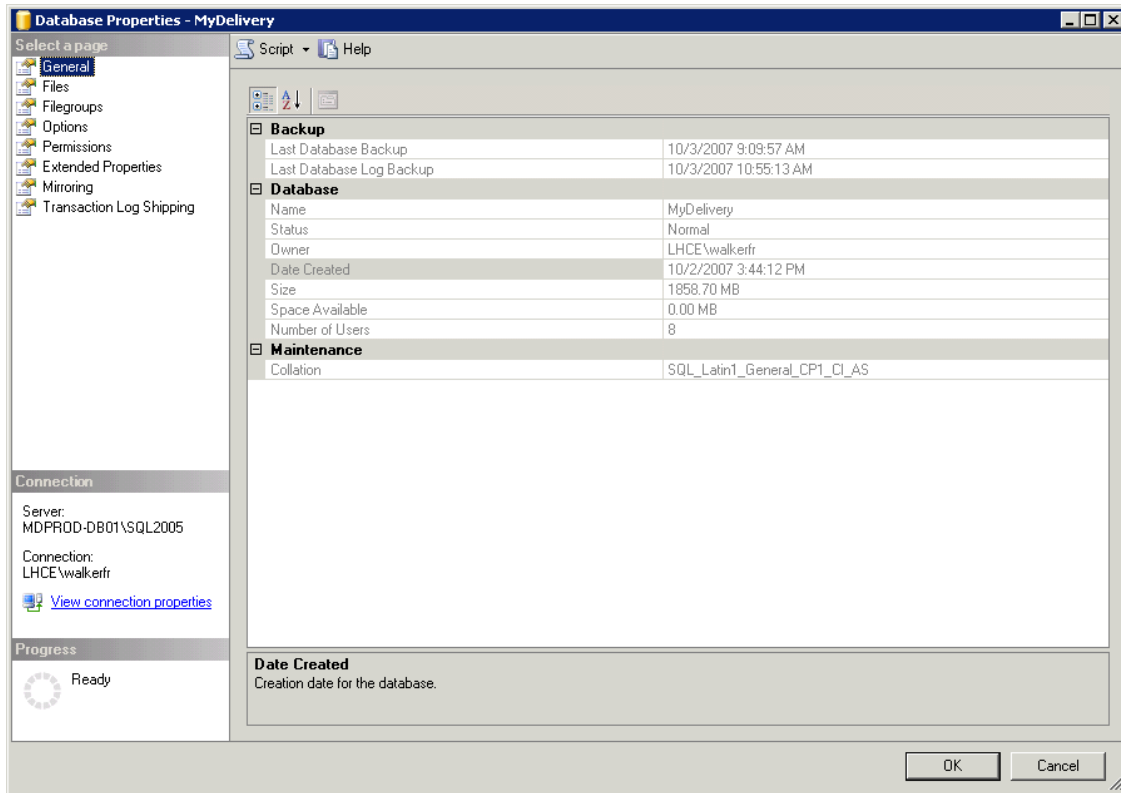 Database Properties - MyDelivery
Select a page
General
Files
Filegroups
Options
Permissions
Extended Properties
Mirroring
Transaction Log Shipping
Connection
Server:
MDPROD-DB01\SQL2005
Connection:
LHCE\walkerfr
View connection properties
Progress
Ready
Script Help
Backup
Last Database Backup 10/3/2007 9:09:57 AM
Last Database Log Backup 10/3/2007 10:55:13 AM
Database
Name MyDelivery
Status Normal
Owner LHCE\walkerfr
Date Created 10/2/2007 3:44:12 PM
Size 1858.70 MB
Space Available 0.00 MB
Number of Users 8
Maintenance
Collation SQL_Latin1_General_CP1_CI_AS
Date Created
Creation date for the database.
OK Cancel